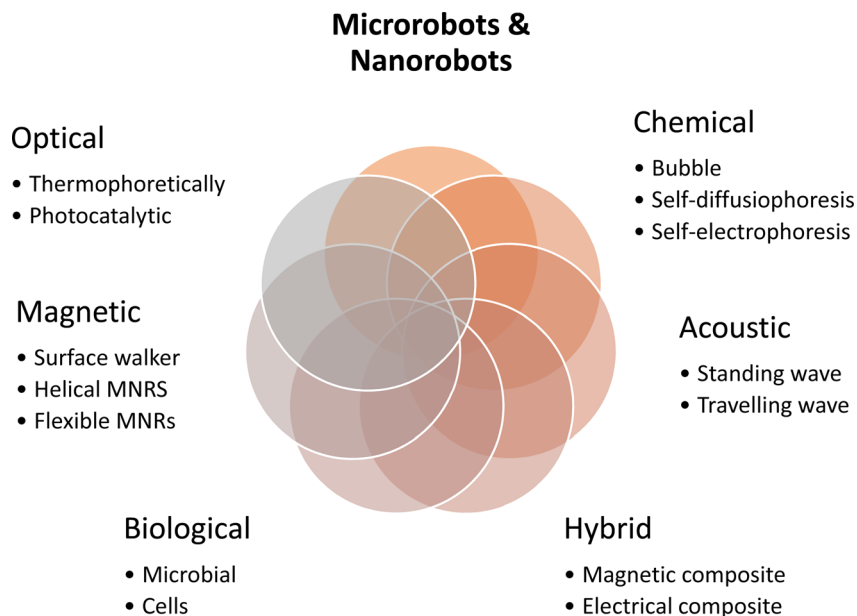 Microrobots &
Nanorobots
Optical
• Thermophoretically
• Photocatalytic
Chemical
• Bubble
• Self-diffusiophoresis
• Self-electrophoresis
Magnetic
• Surface walker
• Helical MNRS
• Flexible MNRs
Acoustic
• Standing wave
• Travelling wave
Biological
• Microbial
• Cells
Hybrid
• Magnetic composite
• Electrical composite